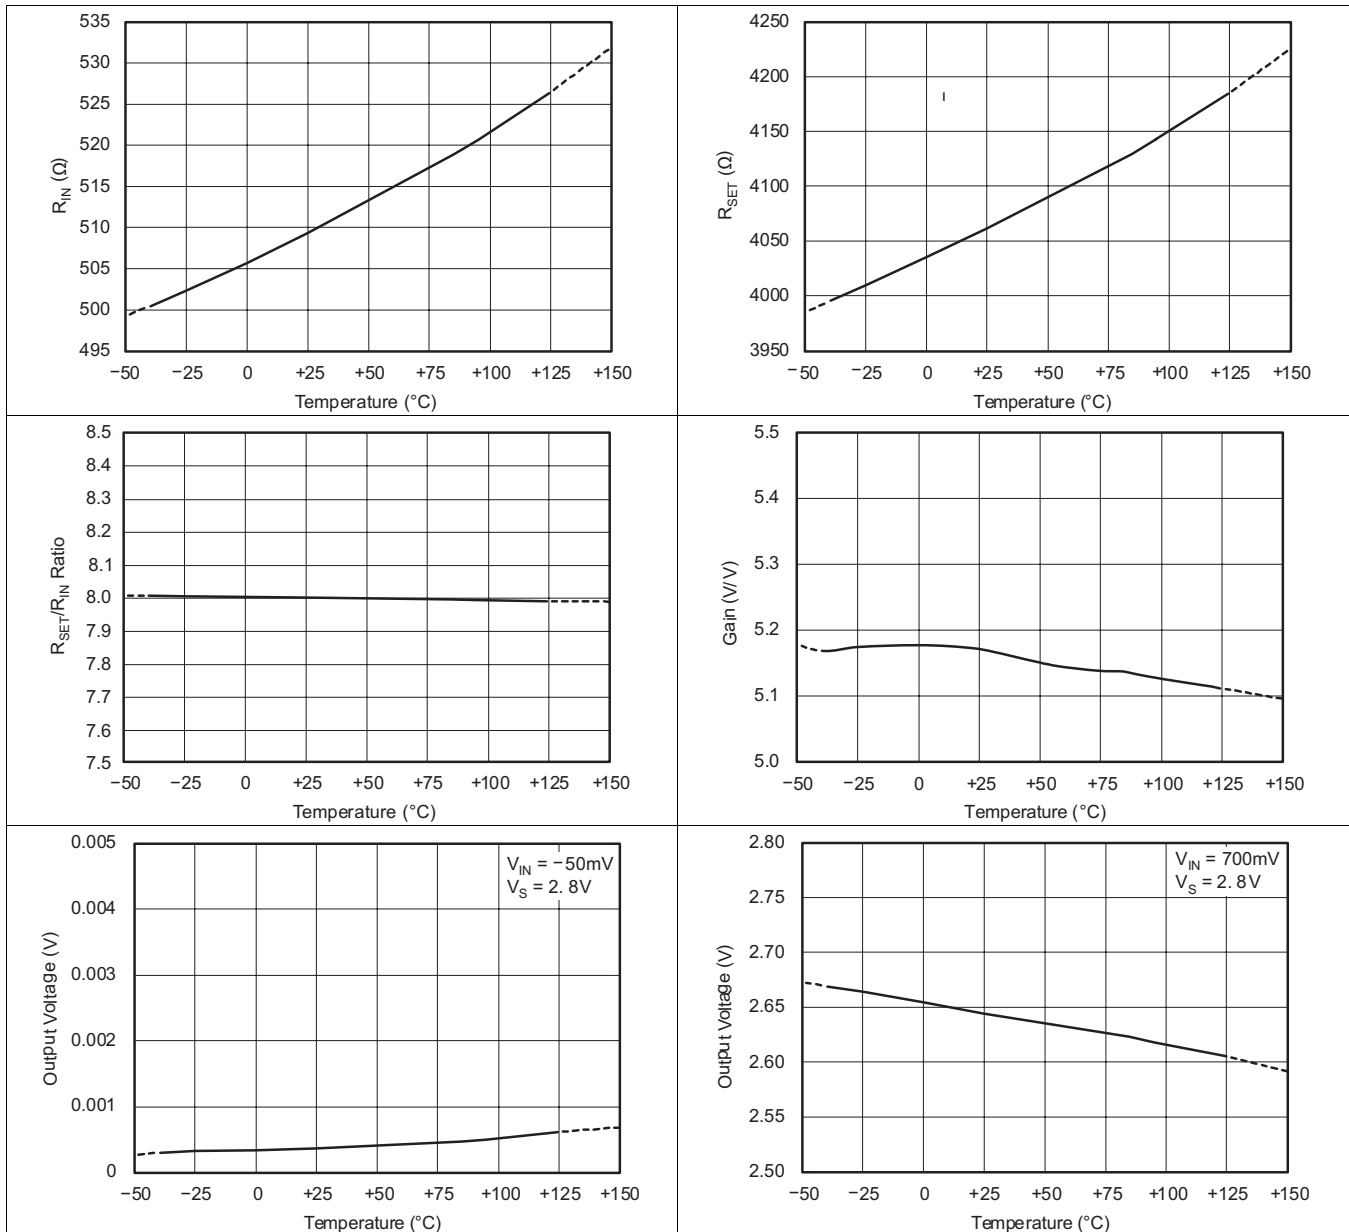 535
530
525
520
515
510
505
500
495
R_IN (Ω)
−50 −25 0 +25 +50 +75 +100 +125 +150
Temperature (°C)
4250
4200
4150
4100
4050
4000
3950
R_SET (Ω)
−50 −25 0 +25 +50 +75 +100 +125 +150
Temperature (°C)
8.5
8.4
8.3
8.2
8.1
8.0
7.9
7.8
7.7
7.6
7.5
R_SET/R_IN Ratio
−50 −25 0 +25 +50 +75 +100 +125 +150
Temperature (°C)
5.5
5.4
5.3
5.2
5.1
5.0
Gain (V/V)
−50 −25 0 +25 +50 +75 +100 +125 +150
Temperature (°C)
0.005
0.004
0.003
0.002
0.001
0
Output Voltage (V)
V_IN = −50mV
V_S = 2.8V
−50 −25 0 +25 +50 +75 +100 +125 +150
Temperature (°C)
2.80
2.75
2.70
2.65
2.60
2.55
2.50
Output Voltage (V)
V_IN = 700mV
V_S = 2.8V
−50 −25 0 +25 +50 +75 +100 +125 +150
Temperature (°C)